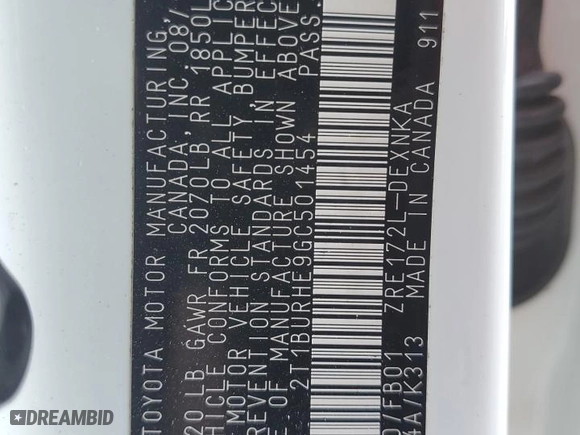 TOYOTA MOTOR MANUFACTURING,
CANADA, INC. 08/
20 LB GAWR FR 2070LB, RR 1850L
HICLE CONFORMS TO ALL APPLIC
MOTOR VEHICLE SAFETY, BUMPER
REVENTION STANDARDS IN EFFEC
E OF MANUFACTURE SHOWN ABOVE
2T1BURHE9GC501454 PASS.
/FB01 ZRE172L-DEXNKA
4A/K313 MADE IN CANADA 911
DREAMBID